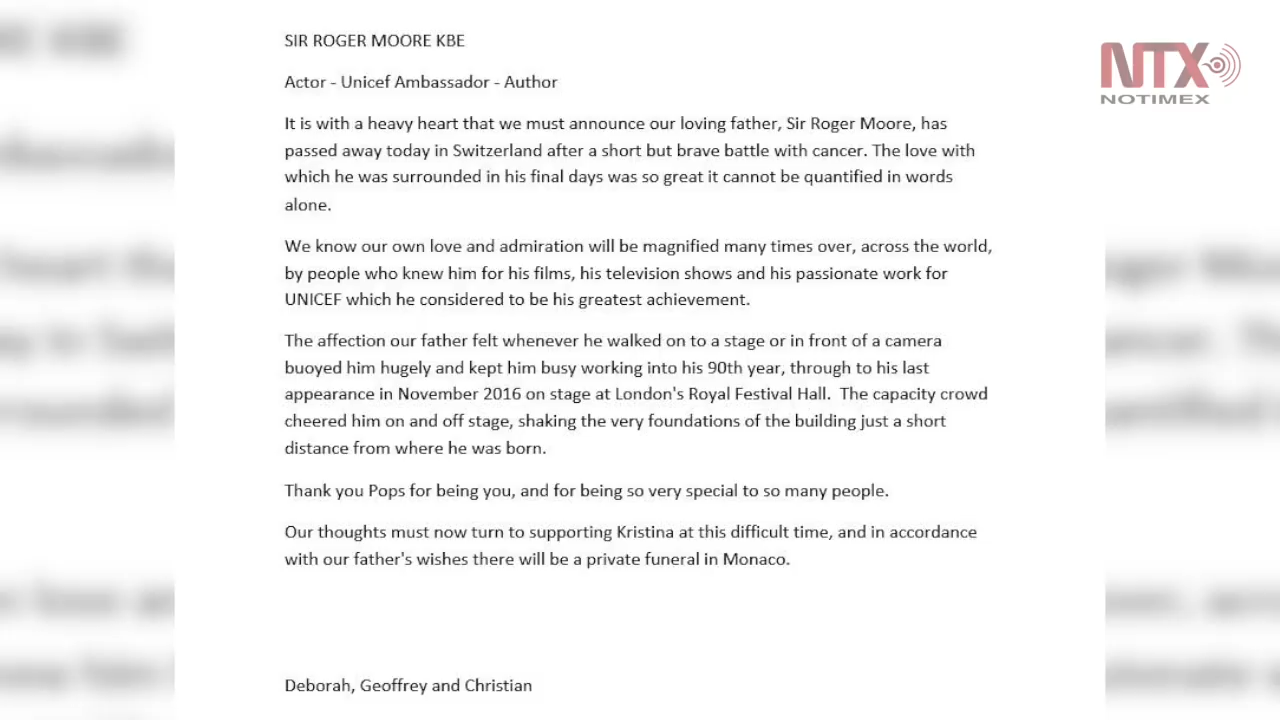 SIR ROGER MOORE KBE
Actor - Unicef Ambassador - Author
It is with a heavy heart that we must announce our loving father, Sir Roger Moore, has
passed away today in Switzerland after a short but brave battle with cancer. The love with
which he was surrounded in his final days was so great it cannot be quantified in words
alone.
We know our own love and admiration will be magnified many times over, across the world,
by people who knew him for his films, his television shows and his passionate work for
UNICEF which he considered to be his greatest achievement.
The affection our father felt whenever he walked on to a stage or in front of a camera
buoyed him hugely and kept him busy working into his 90th year, through to his last
appearance in November 2016 on stage at London's Royal Festival Hall.  The capacity crowd
cheered him on and off stage, shaking the very foundations of the building just a short
distance from where he was born.
Thank you Pops for being you, and for being so very special to so many people.
Our thoughts must now turn to supporting Kristina at this difficult time, and in accordance
with our father's wishes there will be a private funeral in Monaco.
Deborah, Geoffrey and Christian
NTX
NOTIMEX